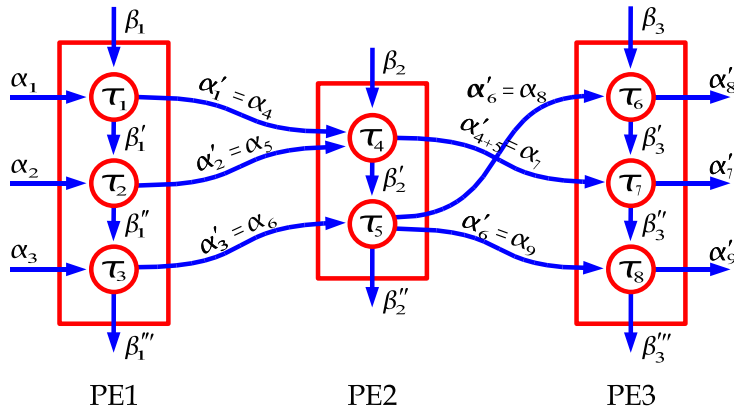 β₁
β₂
β₃
α₁
τ₁
α′₁ = α₄
α′₆ = α₈
τ₆
α′₈
β′₁
τ₄
α′₄₊₅ = α₇
β′₃
α₂
τ₂
α′₂ = α₅
β′₂
τ₇
α′₇
β″₁
τ₅
β″₃
α₃
τ₃
α′₃ = α₆
α′₆ = α₉
τ₈
α′₉
β‴₁
β″₂
β‴₃
PE1 PE2 PE3